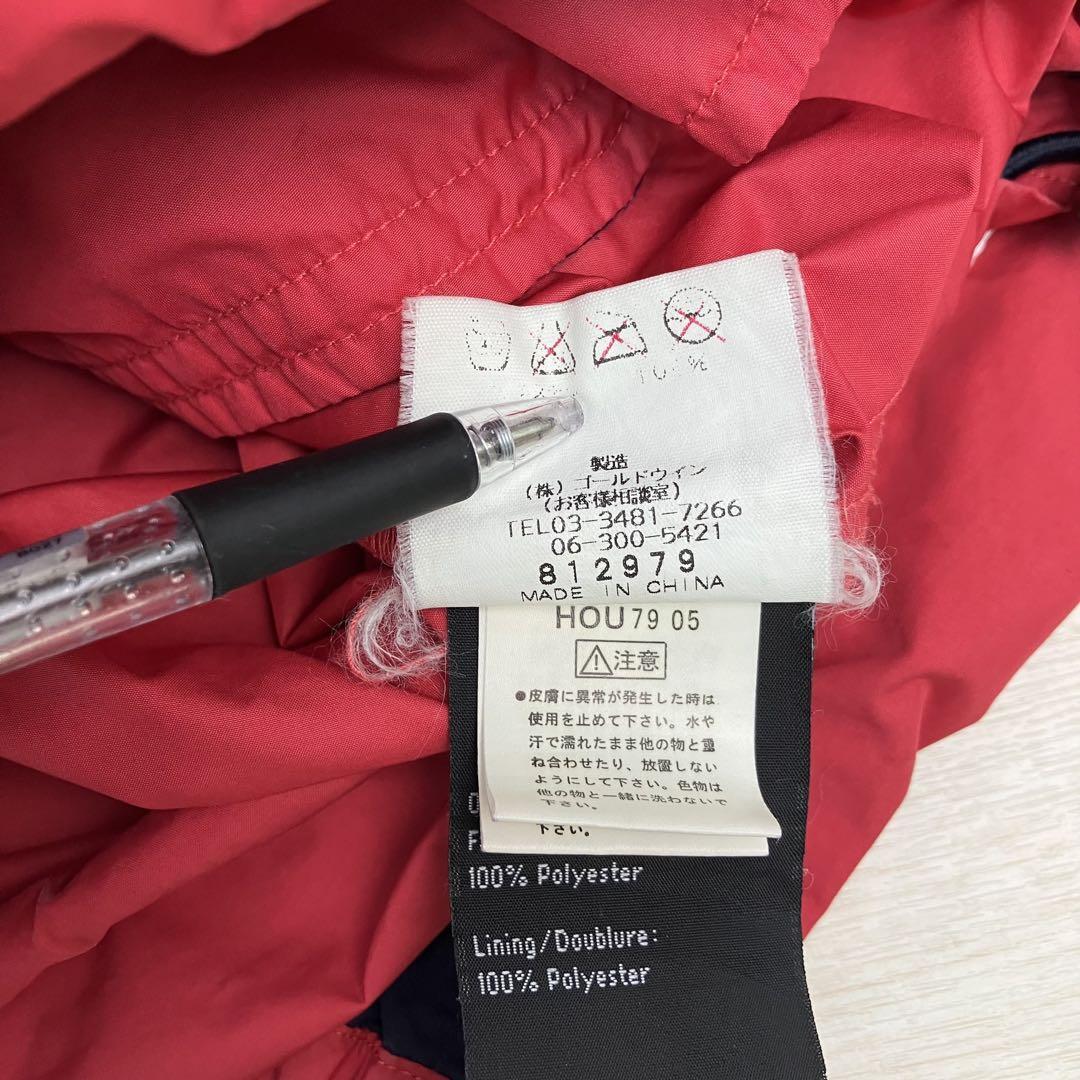 製造
(株) ゴールドウイン
(お客様相談室)
TEL03-3481-7266
06-300-5421
812979
MADE IN CHINA
HOU79 05
注意
●皮膚に異常が発生した時は
使用を止めて下さい。水や
汗で濡れたまま他の物と重
ね合わせたり、放置しない
ようにして下さい。色物は
他の物と一緒に洗わないで
下さい。
下さい。
100% Polyester
Lining/Doublure:
100% Polyester